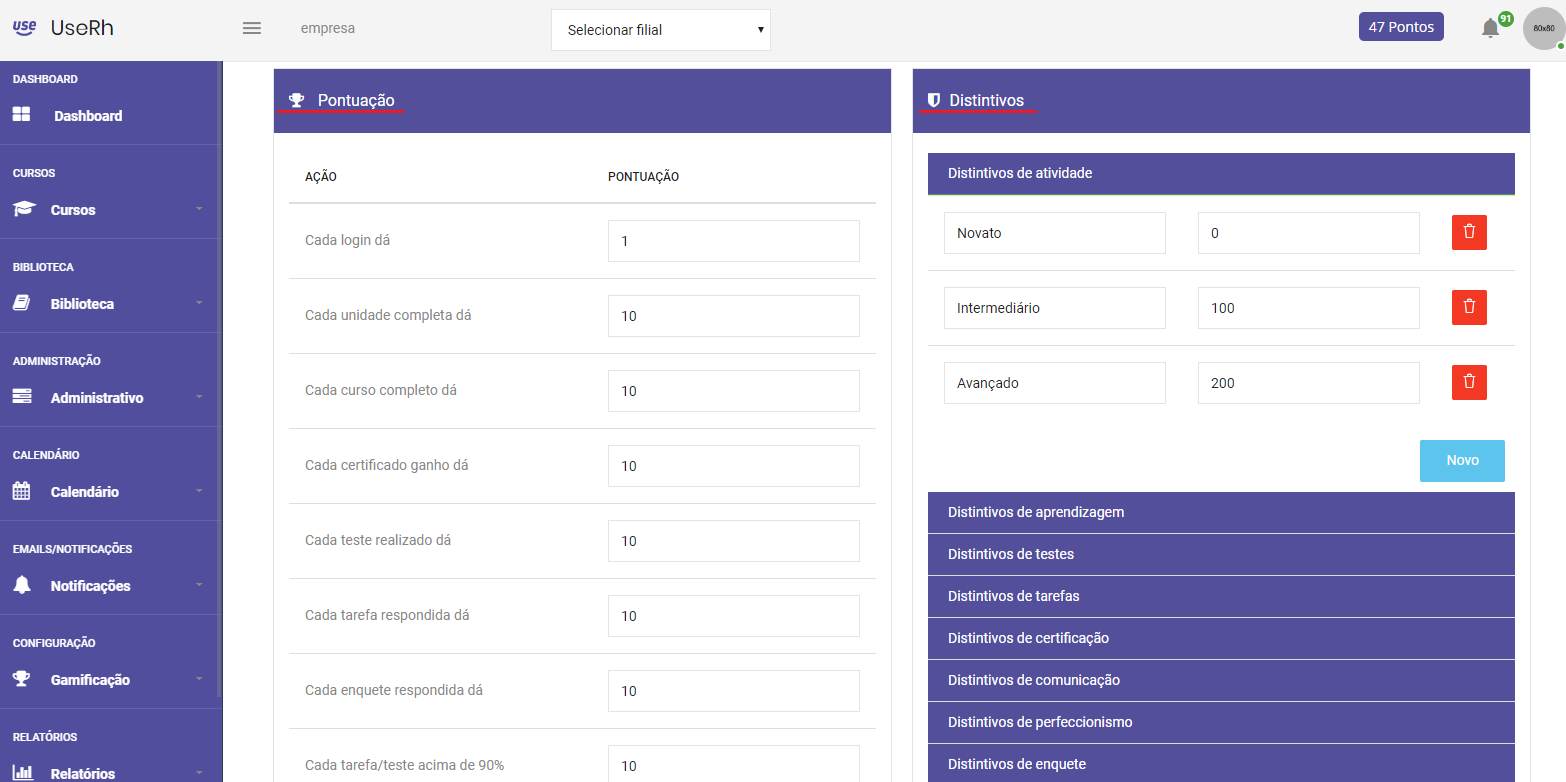 use UseRh
empresa
Selecionar filial
47 Pontos
91
80x80
DASHBOARD
Dashboard
CURSOS
Cursos
BIBLIOTECA
Biblioteca
ADMINISTRAÇÃO
Administrativo
CALENDÁRIO
Calendário
EMAILS/NOTIFICAÇÕES
Notificações
CONFIGURAÇÃO
Gamificação
RELATÓRIOS
Relatórios
Pontuação
AÇÃO PONTUAÇÃO
Cada login dá 1
Cada unidade completa dá 10
Cada curso completo dá 10
Cada certificado ganho dá 10
Cada teste realizado dá 10
Cada tarefa respondida dá 10
Cada enquete respondida dá 10
Cada tarefa/teste acima de 90% 10
Distintivos
Distintivos de atividade
Novato 0
Intermediário 100
Avançado 200
Novo
Distintivos de aprendizagem
Distintivos de testes
Distintivos de tarefas
Distintivos de certificação
Distintivos de comunicação
Distintivos de perfeccionismo
Distintivos de enquete